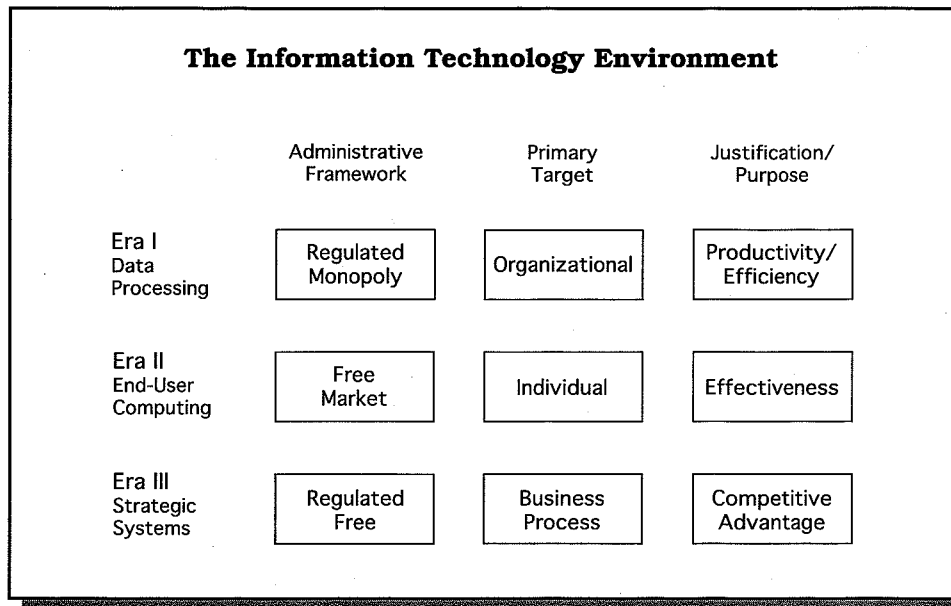 The Information Technology Environment
Administrative
Framework
Primary
Target
Justification/
Purpose
Era I
Data
Processing
Regulated
Monopoly
Organizational
Productivity/
Efficiency
Era II
End-User
Computing
Free
Market
Individual
Effectiveness
Era III
Strategic
Systems
Regulated
Free
Business
Process
Competitive
Advantage